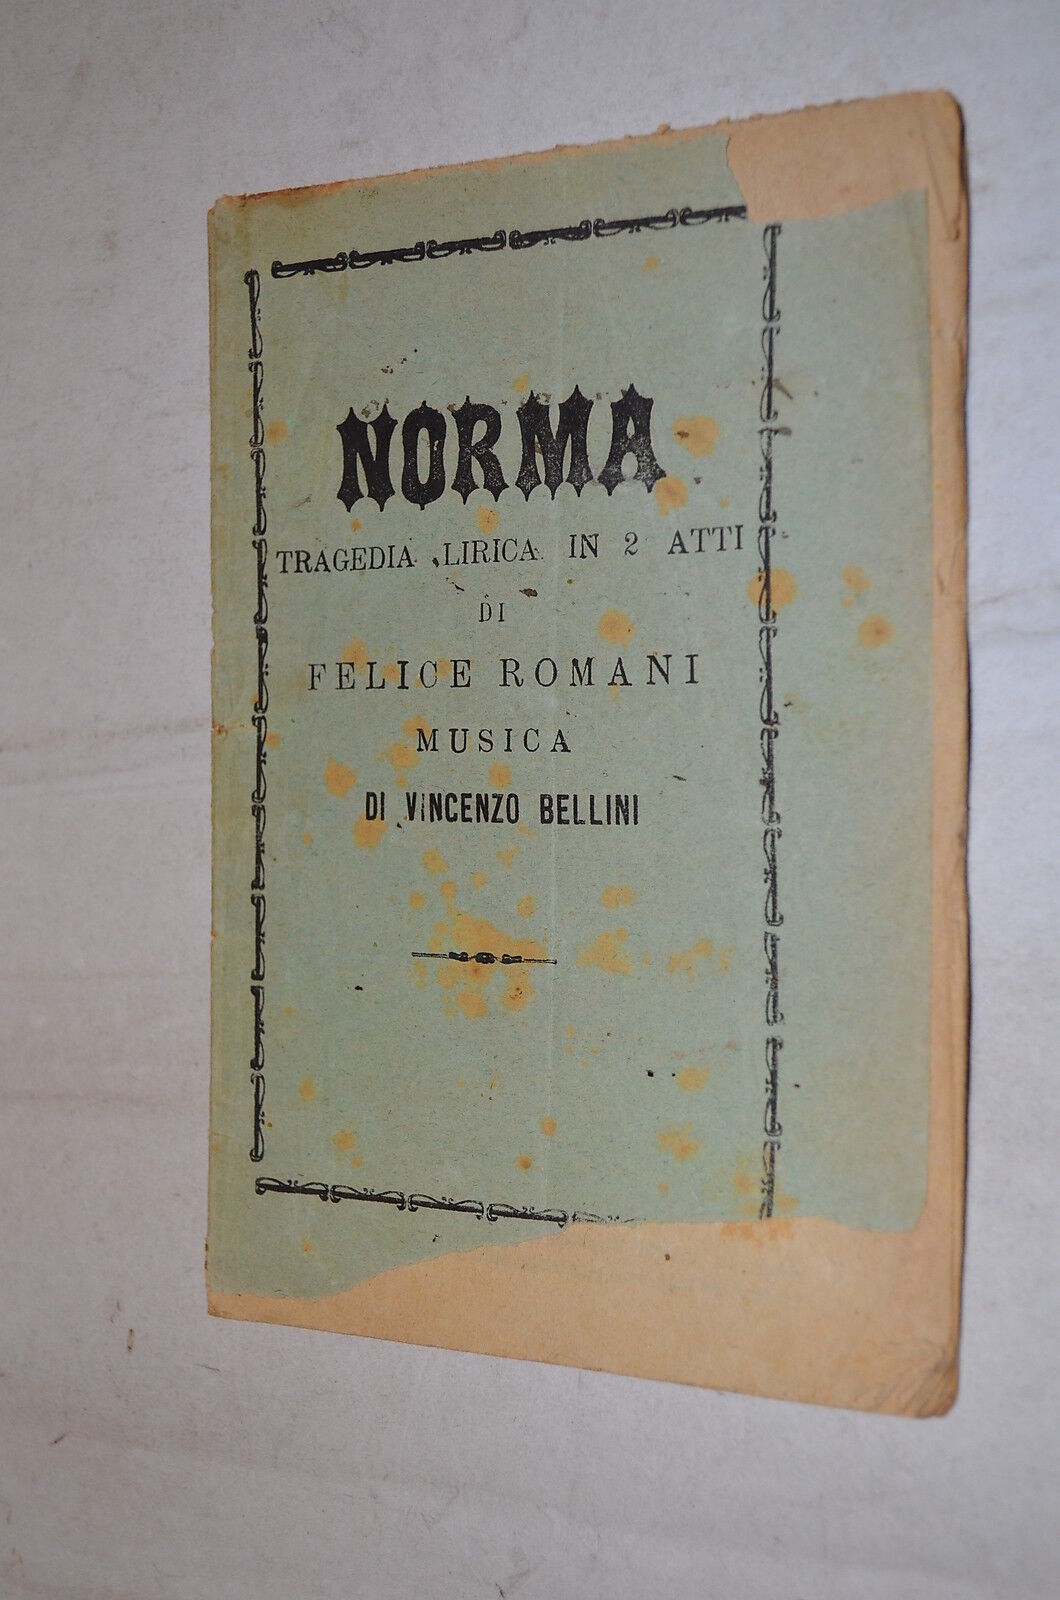 NORMA
TRAGEDIA LIRICA IN 2 ATTI
DI
FELICE ROMANI
MUSICA
DI VINCENZO BELLINI